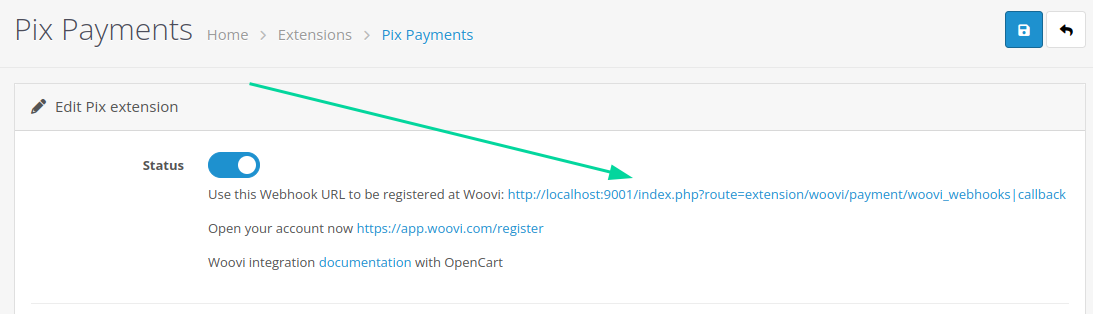 Pix Payments Home > Extensions > Pix Payments
Edit Pix extension
Status
Use this Webhook URL to be registered at Woovi: http://localhost:9001/index.php?route=extension/woovi/payment/woovi_webhooks|callback
Open your account now https://app.woovi.com/register
Woovi integration documentation with OpenCart